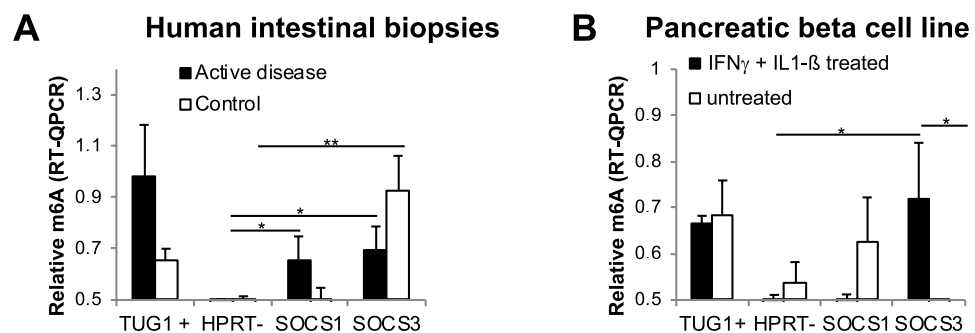 A Human intestinal biopsies
Relative m6A (RT-QPCR)
1.3
1.1
0.9
0.7
0.5
Active disease
Control
**
*
*
TUG1 + HPRT- SOCS1 SOCS3
B Pancreatic beta cell line
Relative m6A (RT-QPCR)
1
0.9
0.8
0.7
0.6
0.5
IFNγ + IL1-ß treated
untreated
*
*
TUG1+ HPRT- SOCS1 SOCS3